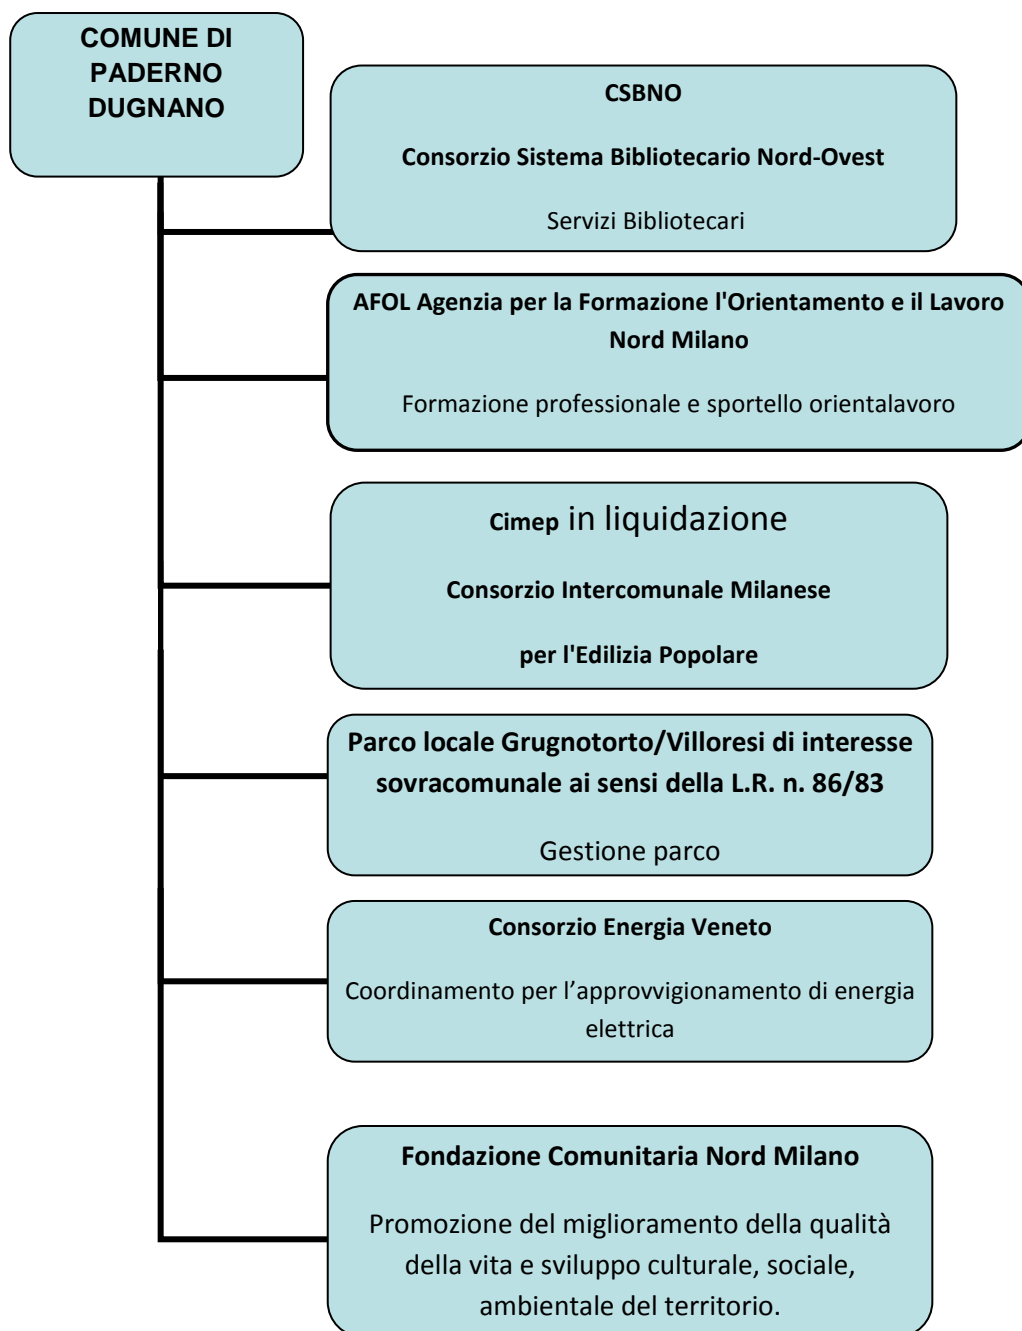 COMUNE DI
PADERNO
DUGNANO
CSBNO
Consorzio Sistema Bibliotecario Nord-Ovest
Servizi Bibliotecari
AFOL Agenzia per la Formazione l'Orientamento e il Lavoro
Nord Milano
Formazione professionale e sportello orientalavoro
Cimep in liquidazione
Consorzio Intercomunale Milanese
per l'Edilizia Popolare
Parco locale Grugnotorto/Villoresi di interesse
sovracomunale ai sensi della L.R. n. 86/83
Gestione parco
Consorzio Energia Veneto
Coordinamento per l’approvvigionamento di energia
elettrica
Fondazione Comunitaria Nord Milano
Promozione del miglioramento della qualità
della vita e sviluppo culturale, sociale,
ambientale del territorio.